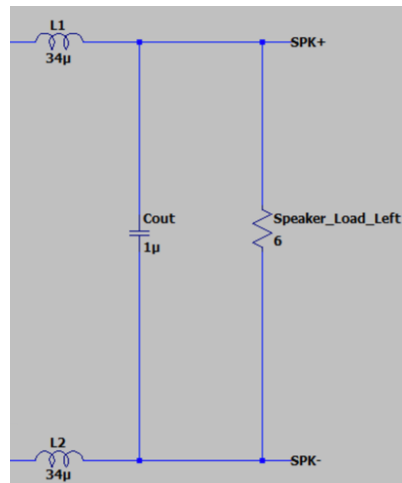 L1
34µ
SPK+
Cout
1µ
Speaker_Load_Left
6
L2
34µ
SPK-